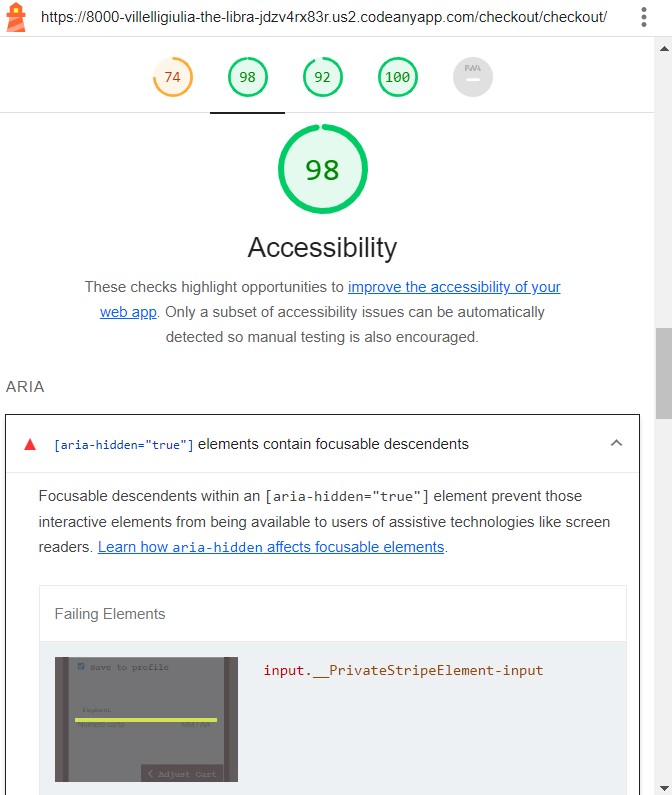 https://8000-villelligiulia-the-libra-jdzv4rx83r.us2.codeanyapp.com/checkout/checkout/
74
98
92
100
PWA
98
Accessibility
These checks highlight opportunities to improve the accessibility of your
web app. Only a subset of accessibility issues can be automatically
detected so manual testing is also encouraged.
ARIA
[aria-hidden="true"] elements contain focusable descendents
Focusable descendents within an [aria-hidden="true"] element prevent those
interactive elements from being available to users of assistive technologies like screen
readers. Learn how aria-hidden affects focusable elements.
Failing Elements
Save to profile
input.__PrivateStripeElement-input
Payment
Adjust Cart